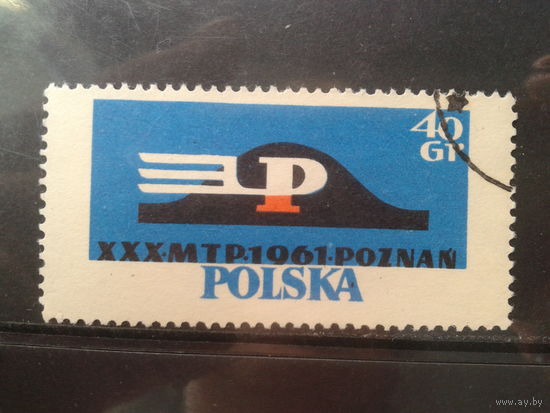 40
GR
P
XXX·MTP·1961·POZNAŃ
POLSKA
www.ay.by